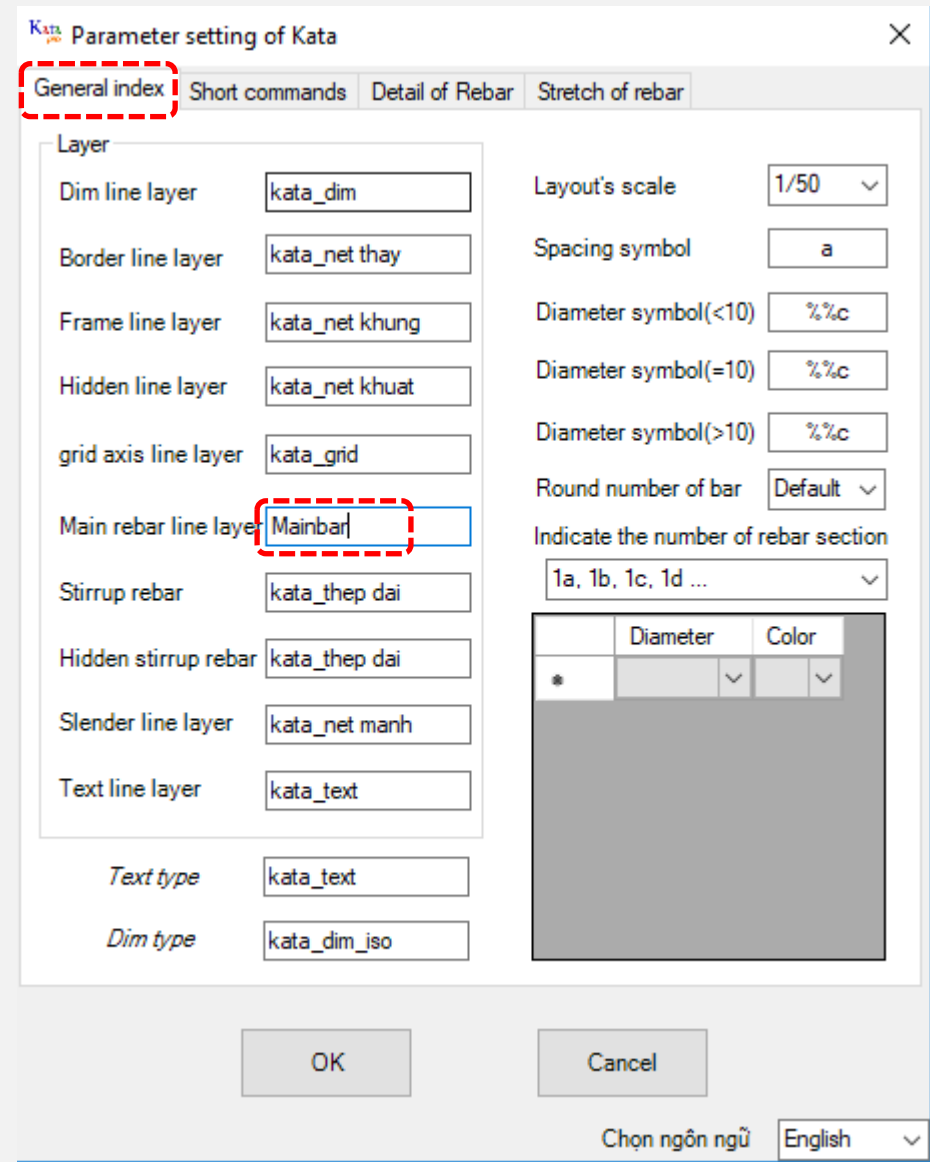 Kata pro Parameter setting of Kata
General index Short commands Detail of Rebar Stretch of rebar
Layer
Dim line layer kata_dim
Border line layer kata_net thay
Frame line layer kata_net khung
Hidden line layer kata_net khuat
grid axis line layer kata_grid
Main rebar line layer Mainbar
Stirrup rebar kata_thep dai
Hidden stirrup rebar kata_thep dai
Slender line layer kata_net manh
Text line layer kata_text
Text type kata_text
Dim type kata_dim_iso
Layout's scale 1/50
Spacing symbol a
Diameter symbol(<10) %%c
Diameter symbol(=10) %%c
Diameter symbol(>10) %%c
Round number of bar Default
Indicate the number of rebar section
1a, 1b, 1c, 1d ...
Diameter Color
*
OK Cancel
Chọn ngôn ngữ English